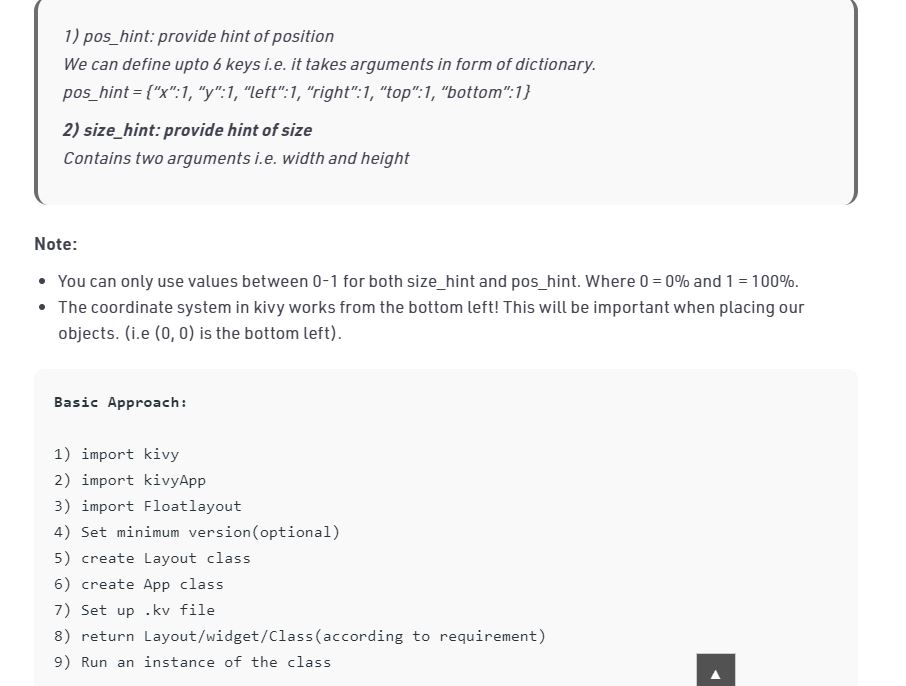 1) pos_hint: provide hint of position
We can define upto 6 keys i.e. it takes arguments in form of dictionary.
pos_hint = {“x”:1, “y”:1, “left”:1, “right”:1, “top”:1, “bottom”:1}
2) size_hint: provide hint of size
Contains two arguments i.e. width and height
Note:
• You can only use values between 0-1 for both size_hint and pos_hint. Where 0 = 0% and 1 = 100%.
• The coordinate system in kivy works from the bottom left! This will be important when placing our
objects. (i.e (0, 0) is the bottom left).
Basic Approach:
1) import kivy
2) import kivyApp
3) import Floatlayout
4) Set minimum version(optional)
5) create Layout class
6) create App class
7) Set up .kv file
8) return Layout/widget/Class(according to requirement)
9) Run an instance of the class